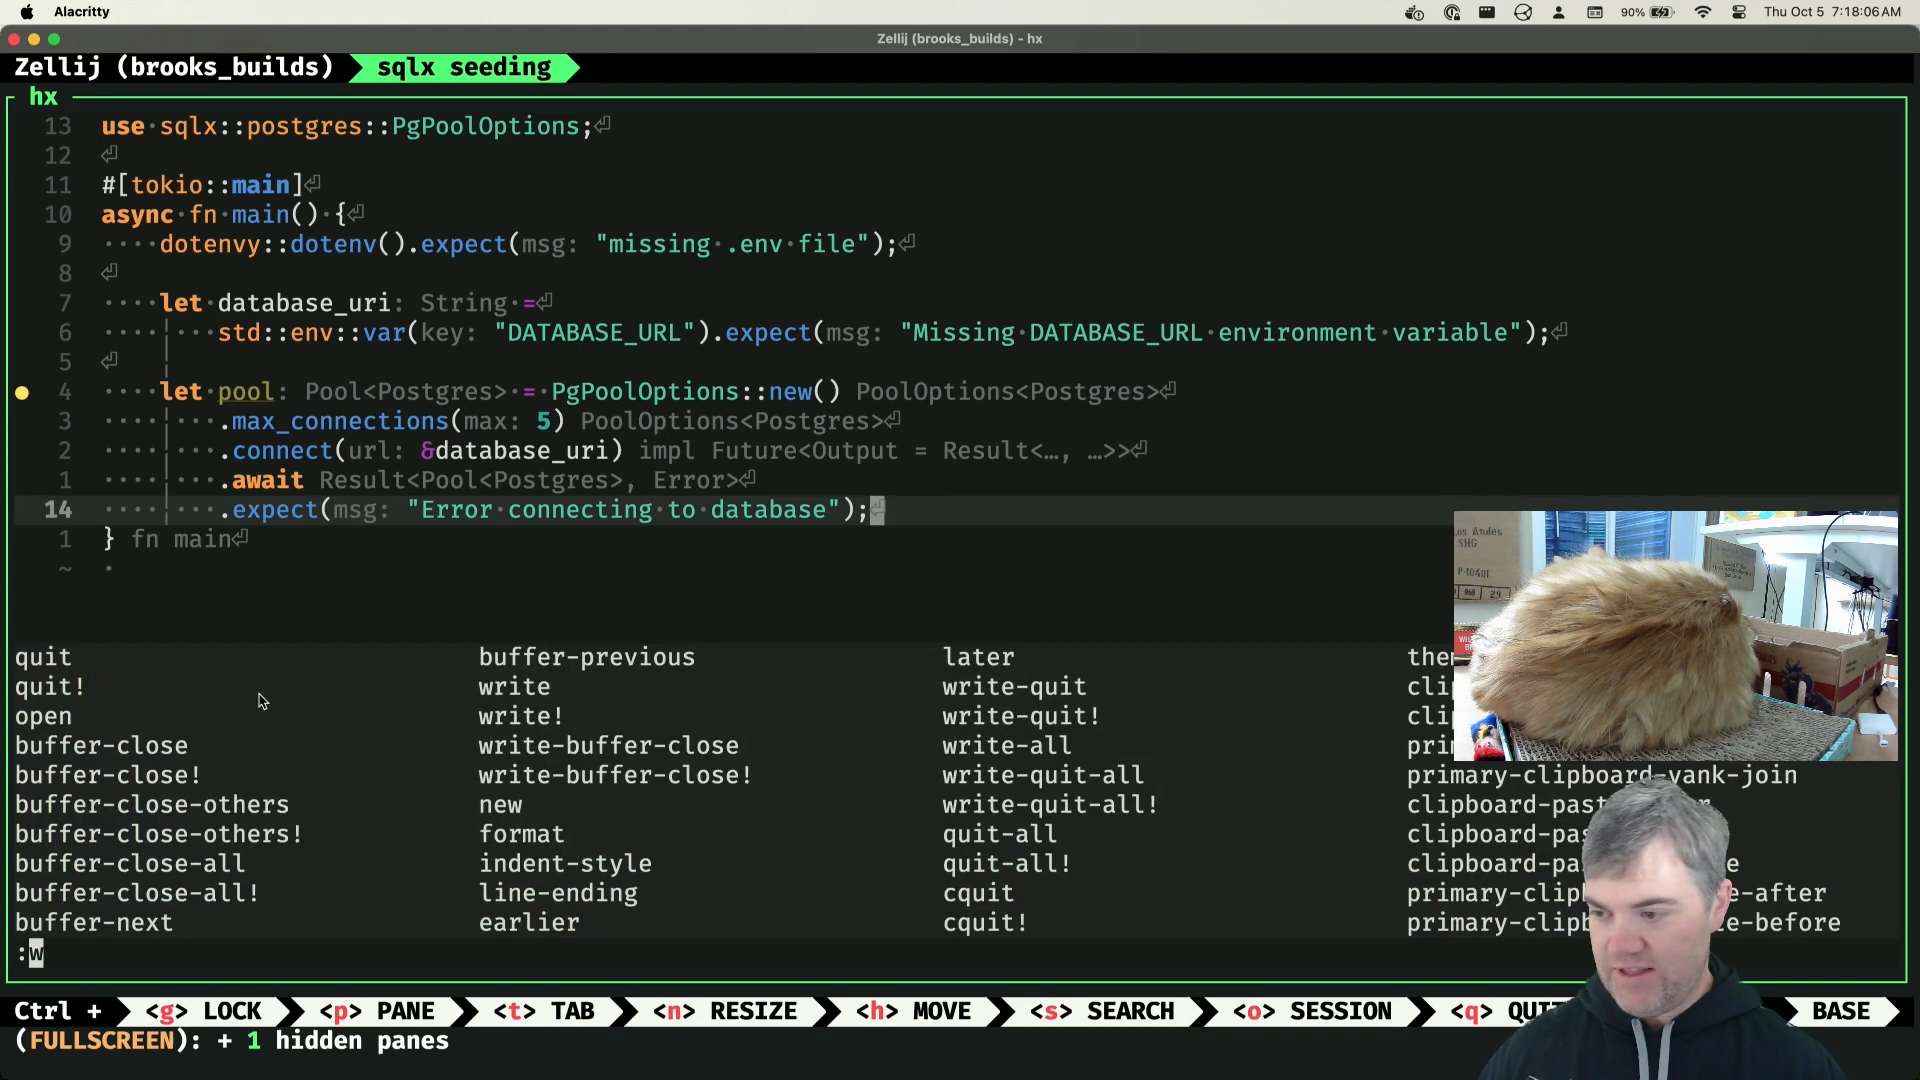 Alacritty
90%
Thu Oct 5 7:18:06 AM
Zellij (brooks_builds) - hx
Zellij (brooks_builds) sqlx seeding
hx
13 use·sqlx::postgres::PgPoolOptions;⏎
12 ⏎
11 #[tokio::main]⏎
10 async·fn·main()·{⏎
9 ····dotenvy::dotenv().expect(msg: "missing·.env·file");⏎
8 ⏎
7 ····let·database_uri: String·=⏎
6 ····|···std::env::var(key: "DATABASE_URL").expect(msg: "Missing·DATABASE_URL·environment·variable");⏎
5 ⏎
4 ····let·pool: Pool<Postgres>·=·PgPoolOptions::new() PoolOptions<Postgres>⏎
3 ····|···.max_connections(max: 5) PoolOptions<Postgres>⏎
2 ····|···.connect(url: &database_uri) impl Future<Output = Result<…, …>>⏎
1 ····|···.await Result<Pool<Postgres>, Error>⏎
14 ····|···.expect(msg: "Error·connecting·to·database");⏎
1 } fn main⏎
~ ·
Los Andes
SHG
P-10401
060 29
quit buffer-previous later
quit! write write-quit
open write! write-quit!
buffer-close write-buffer-close write-all
buffer-close! write-buffer-close! write-quit-all primary-clipboard-yank-join
buffer-close-others new write-quit-all!
buffer-close-others! format quit-all
buffer-close-all indent-style quit-all!
buffer-close-all! line-ending cquit
buffer-next earlier cquit!
:w
Ctrl + <g> LOCK <p> PANE <t> TAB <n> RESIZE <h> MOVE <s> SEARCH <o> SESSION <q> BASE
(FULLSCREEN): + 1 hidden panes